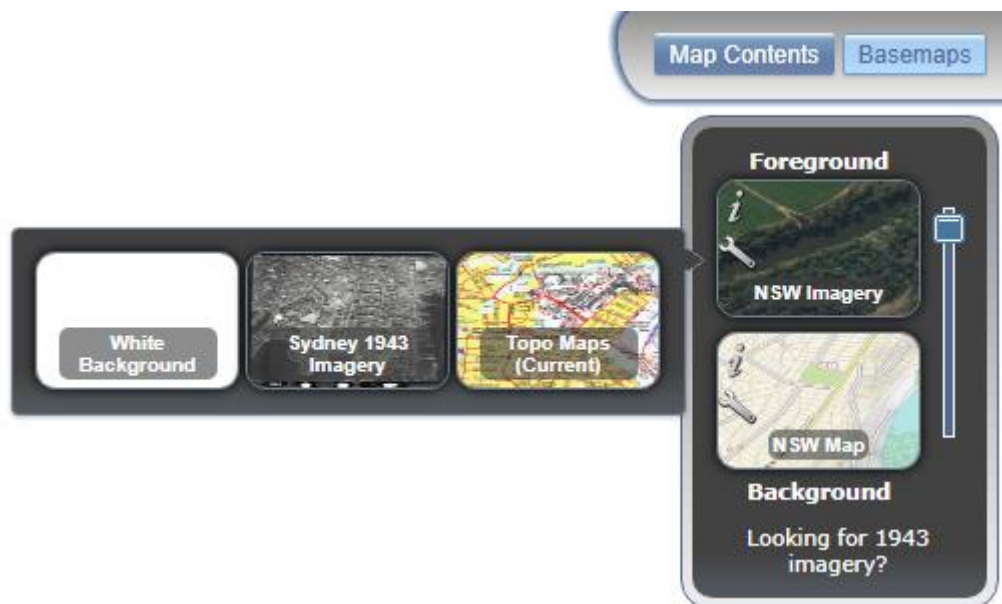 Map Contents
Basemaps
Foreground
NSW Imagery
White
Background
Sydney 1943
Imagery
Topo Maps
(Current)
NSW Map
Background
Looking for 1943
imagery?